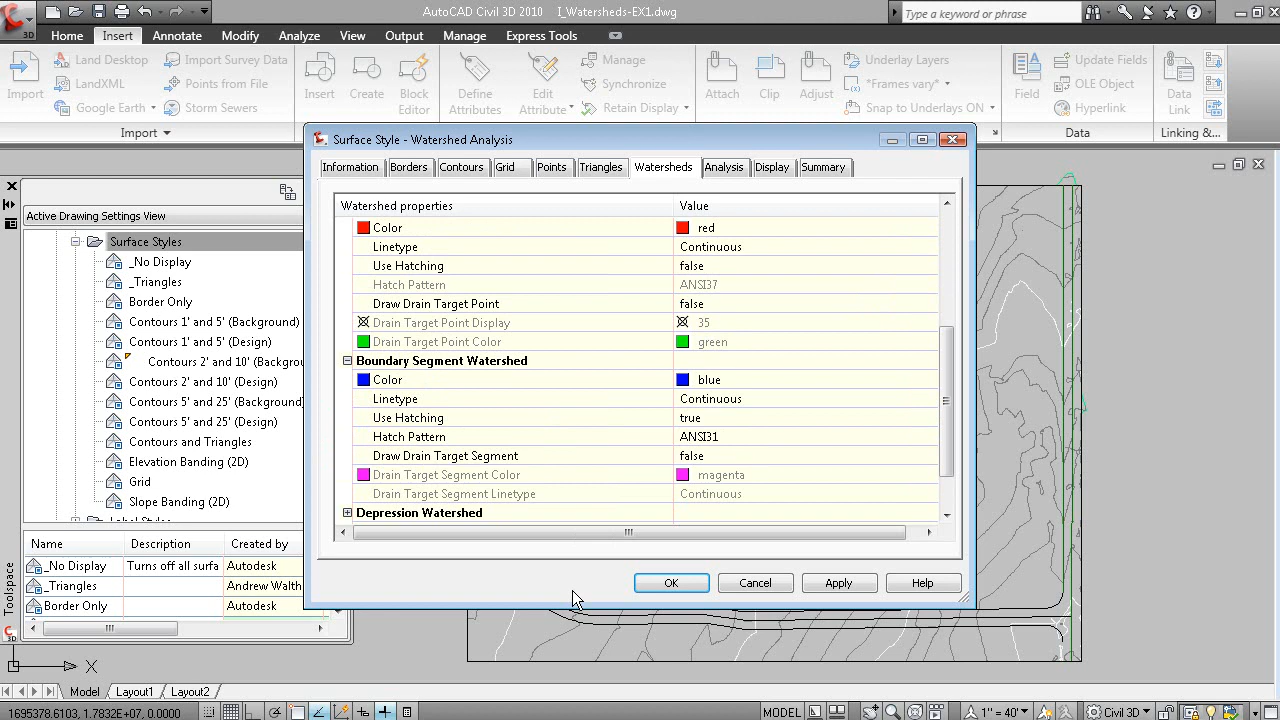 AutoCAD Civil 3D 2010 I_Watersheds-EX1.dwg
Type a keyword or phrase
3D
Home Insert Annotate Modify Analyze View Output Manage Express Tools
Import
Land Desktop
LandXML
Google Earth
Import Survey Data
Points from File
Storm Sewers
Insert
Create
Block Editor
Define Attributes
Edit Attribute
Manage
Synchronize
Retain Display
Attach
Clip
Adjust
Underlay Layers
*Frames vary*
Snap to Underlays ON
Field
Update Fields
OLE Object
Hyperlink
Data Link
Import
Data
Linking &...
Surface Style - Watershed Analysis
Information Borders Contours Grid Points Triangles Watersheds Analysis Display Summary
Watershed properties Value
Color red
Linetype Continuous
Use Hatching false
Hatch Pattern ANSI37
Draw Drain Target Point false
Drain Target Point Display 35
Drain Target Point Color green
Boundary Segment Watershed
Color blue
Linetype Continuous
Use Hatching true
Hatch Pattern ANSI31
Draw Drain Target Segment false
Drain Target Segment Color magenta
Drain Target Segment Linetype Continuous
Depression Watershed
OK Cancel Apply Help
Active Drawing Settings View
Surface Styles
_No Display
_Triangles
Border Only
Contours 1' and 5' (Background)
Contours 1' and 5' (Design)
Contours 2' and 10' (Backgrou
Contours 2' and 10' (Design)
Contours 5' and 25' (Background
Contours 5' and 25' (Design)
Contours and Triangles
Elevation Banding (2D)
Grid
Slope Banding (2D)
Name Description Created by
_No Display Turns off all surfa Autodesk
_Triangles Andrew Walth
Border Only Autodesk
Toolspace
3D
X
Model Layout1 Layout2
1695378.6103, 1.7832E+07, 0.0000
MODEL
1" = 40'
Civil 3D